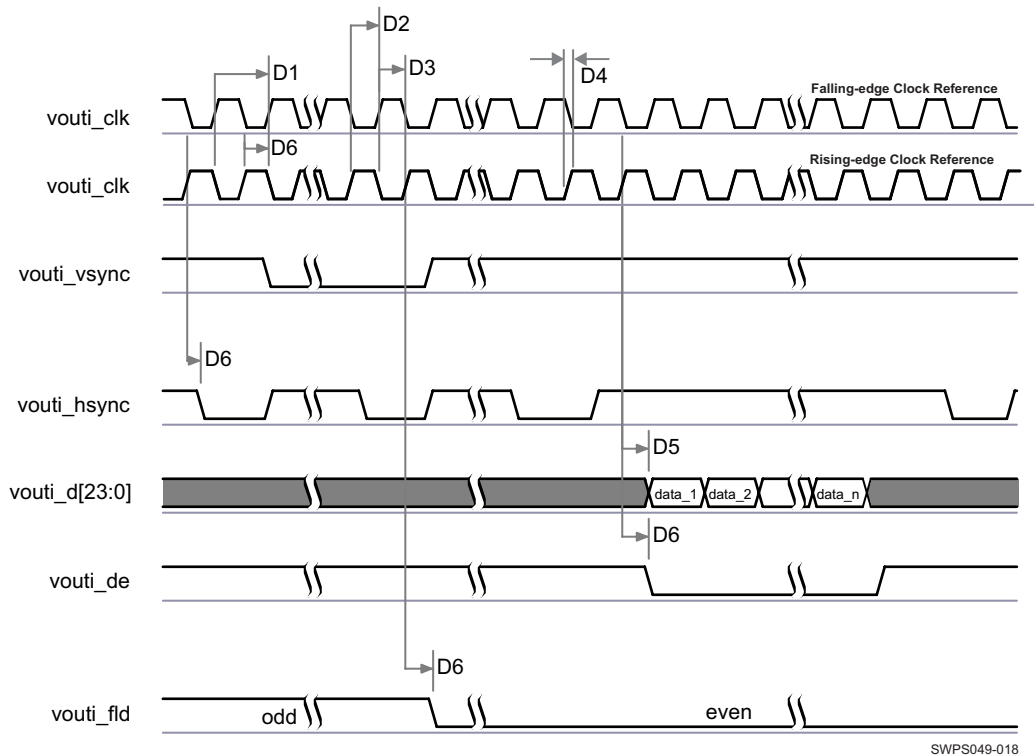 D2
D1
D3
D4
Falling-edge Clock Reference
vouti_clk
D6
Rising-edge Clock Reference
vouti_clk
vouti_vsync
D6
vouti_hsync
D5
vouti_d[23:0]
data_1 data_2 data_n
D6
vouti_de
D6
vouti_fld
odd even
SWPS049-018